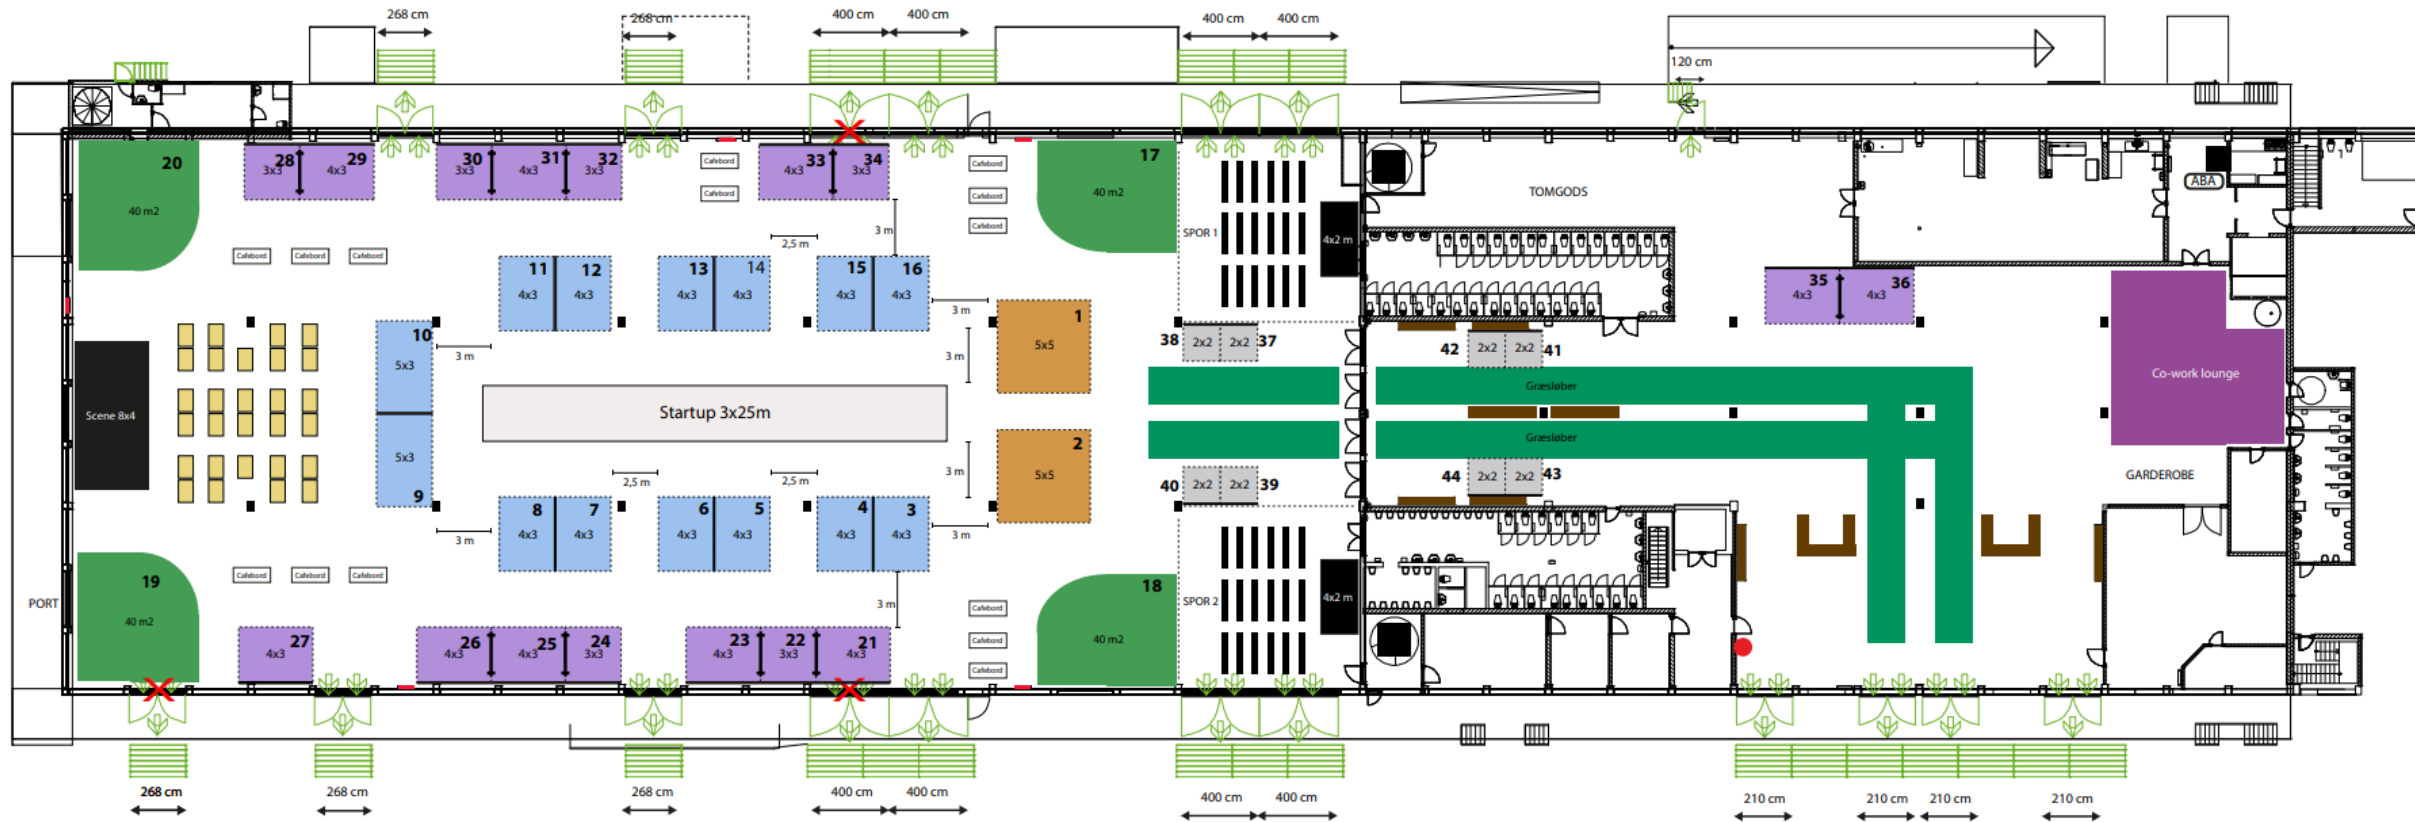 268 cm
268 cm
400 cm
400 cm
400 cm
400 cm
120 cm
20
40 m2
28
3x3
29
4x3
30
3x3
31
4x3
32
3x3
Cafebord
Cafebord
33
4x3
34
3x3
Cafebord
Cafebord
Cafebord
17
40 m2
SPOR 1
4x2 m
TOMGODS
ABA
3 m
2,5 m
Cafebord
Cafebord
Cafebord
11
4x3
12
4x3
13
4x3
14
4x3
15
4x3
16
4x3
3 m
35
4x3
36
4x3
10
5x3
3 m
3 m
1
5x5
38
2x2
2x2
37
42
2x2
2x2
41
Scene 8x4
Startup 3x25m
Græsløber
Co-work lounge
Græsløber
5x3
9
3 m
2
5x5
2,5 m
2,5 m
40
2x2
2x2
39
44
2x2
2x2
43
GARDEROBE
3 m
8
4x3
7
4x3
6
4x3
5
4x3
4
4x3
3
4x3
3 m
Cafebord
Cafebord
Cafebord
19
40 m2
PORT
3 m
Cafebord
Cafebord
Cafebord
18
40 m2
SPOR 2
4x2 m
27
4x3
26
4x3
25
4x3
24
3x3
23
4x3
22
3x3
21
4x3
268 cm
268 cm
268 cm
400 cm
400 cm
400 cm
400 cm
210 cm
210 cm
210 cm
210 cm